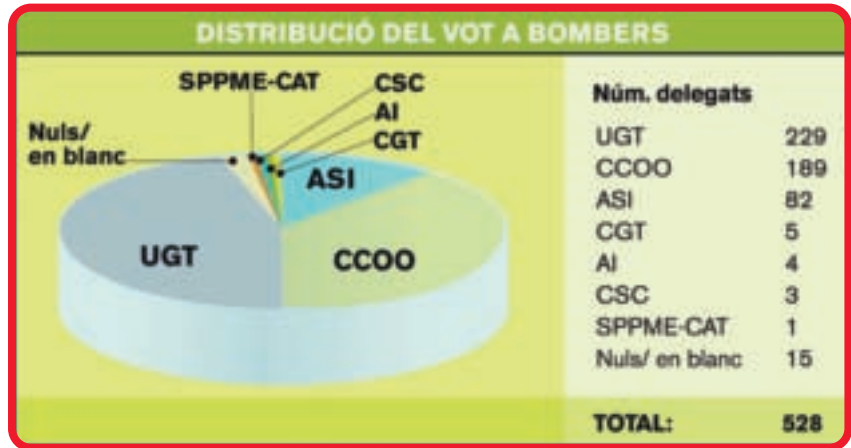 DISTRIBUCIÓ DEL VOT A BOMBERS
SPPME-CAT
CSC
AI
CGT
Nuls/
en blanc
ASI
UGT
CCOO
Núm. delegats
UGT 229
CCOO 189
ASI 82
CGT 5
AI 4
CSC 3
SPPME-CAT 1
Nuls/ en blanc 15
TOTAL: 528